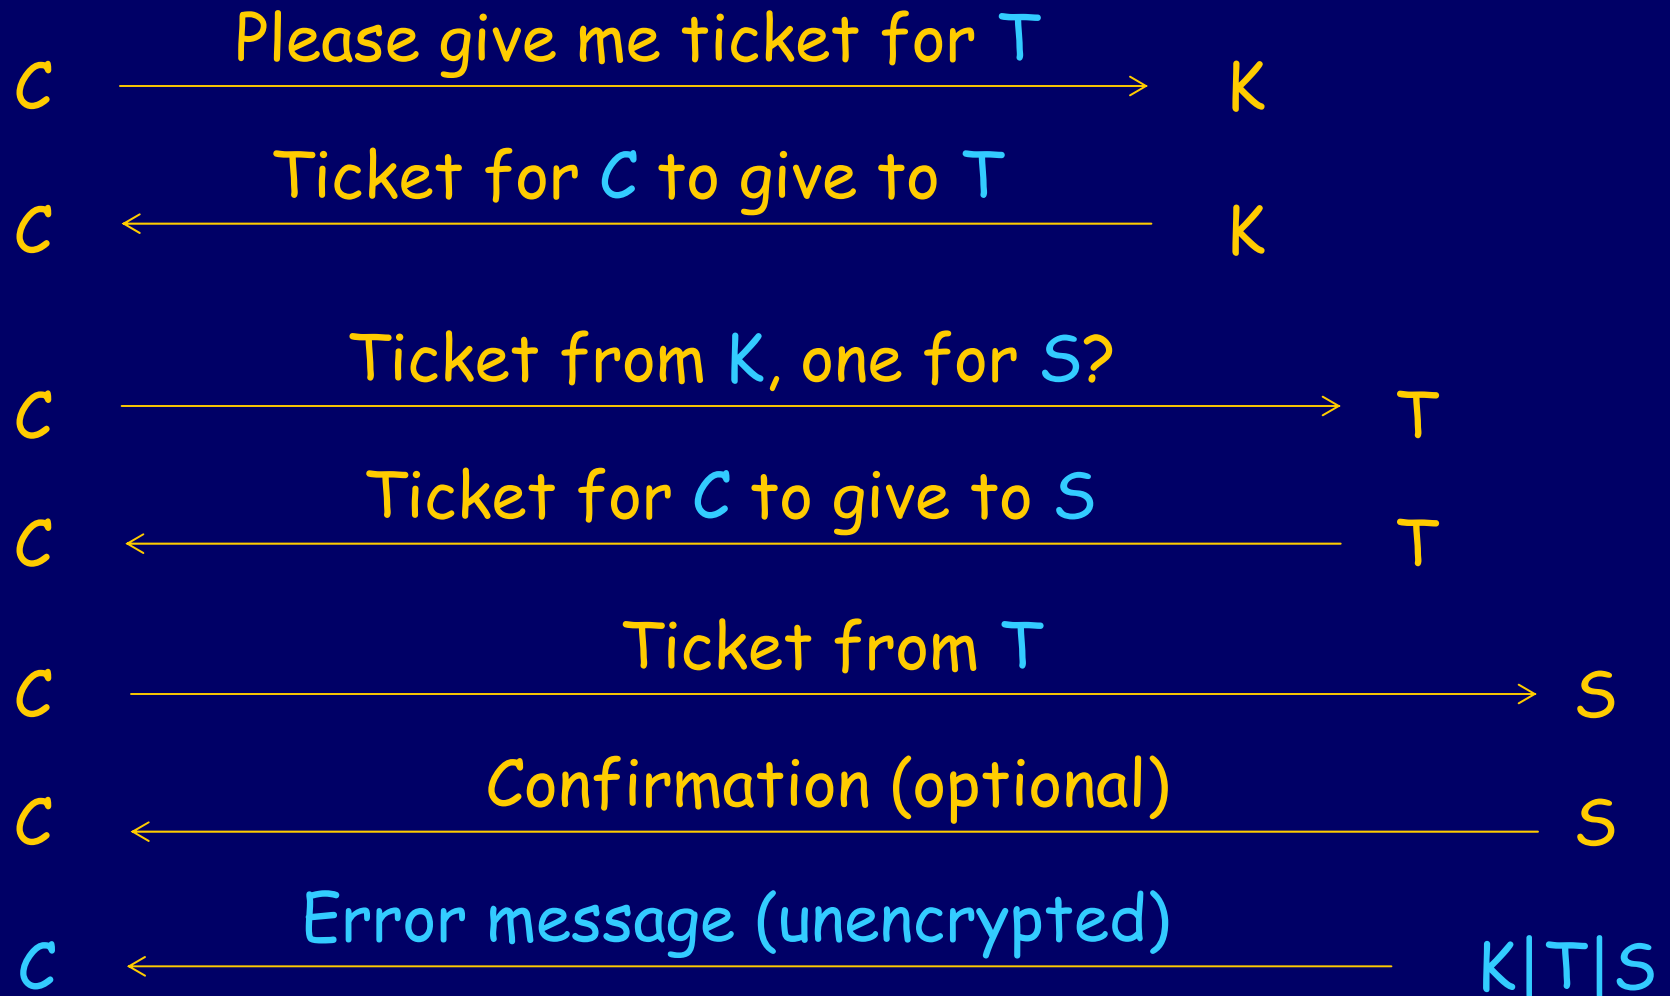 Please give me ticket for T
C K
Ticket for C to give to T
C K
Ticket from K, one for S?
C T
Ticket for C to give to S
C T
Ticket from T
C S
Confirmation (optional)
C S
Error message (unencrypted)
C K|T|S